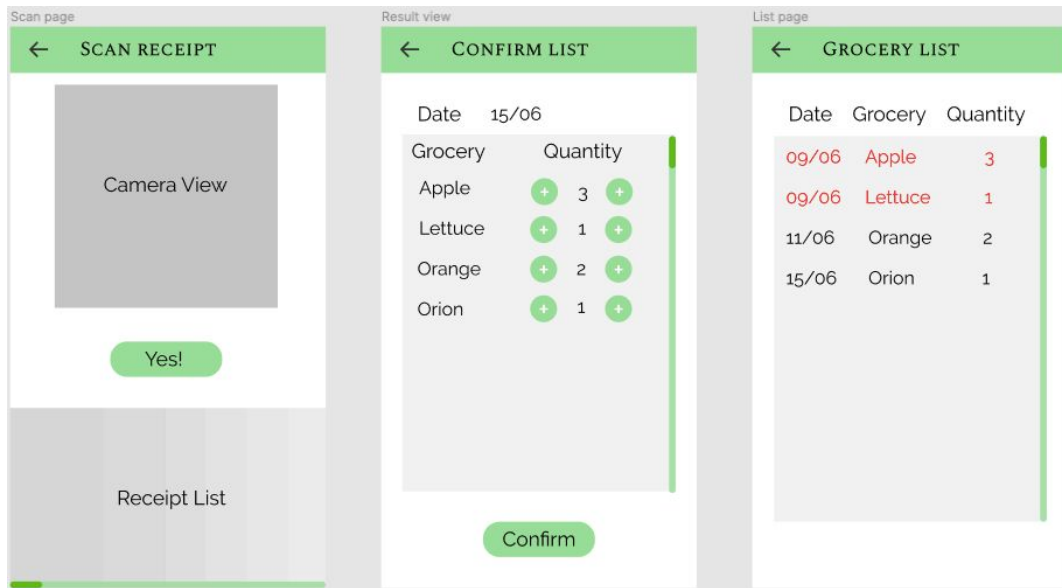 Scan page
← SCAN RECEIPT
Camera View
Yes!
Receipt List
Result view
← CONFIRM LIST
Date 15/06
Grocery Quantity
Apple + 3 +
Lettuce + 1 +
Orange + 2 +
Orion + 1 +
Confirm
List page
← GROCERY LIST
Date Grocery Quantity
09/06 Apple 3
09/06 Lettuce 1
11/06 Orange 2
15/06 Orion 1